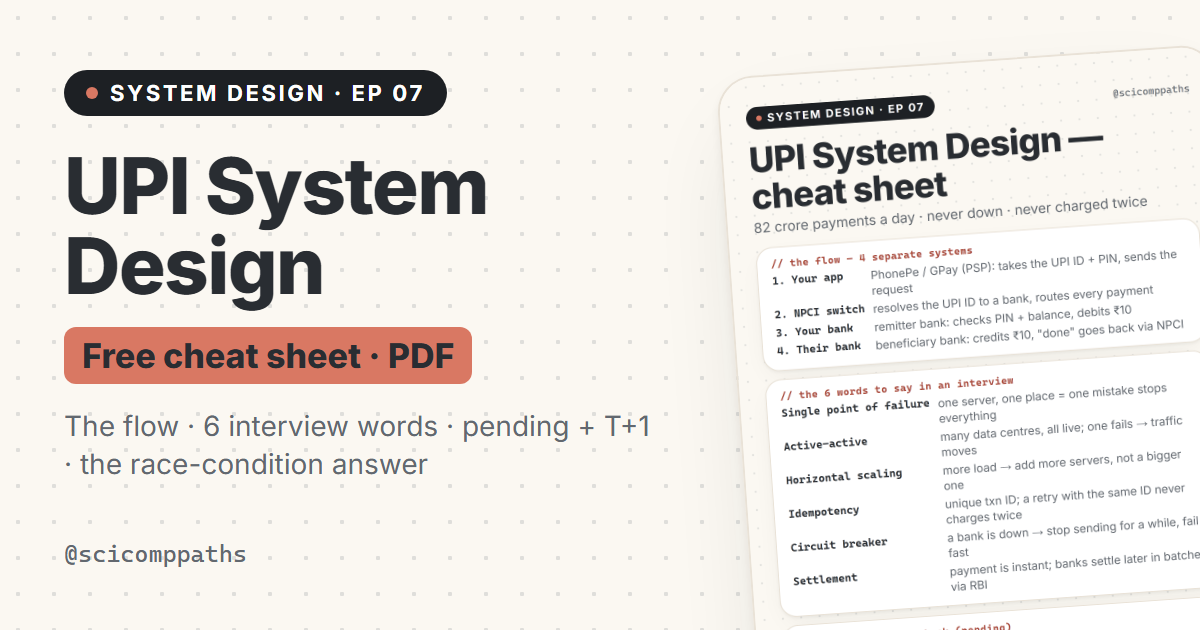 SYSTEM DESIGN · EP 07
UPI System
Design
Free cheat sheet · PDF
The flow · 6 interview words · pending + T+1
· the race-condition answer
@scicomppaths
@scicomppaths
SYSTEM DESIGN · EP 07
UPI System Design —
cheat sheet
82 crore payments a day · never down · never charged twice
// the flow — 4 separate systems
1. Your app PhonePe / GPay (PSP): takes the UPI ID + PIN, sends the
request
2. NPCI switch resolves the UPI ID to a bank, routes every payment
3. Your bank remitter bank: checks PIN + balance, debits ₹10
4. Their bank beneficiary bank: credits ₹10, "done" goes back via NPCI
// the 6 words to say in an interview
Single point of failure one server, one place = one mistake stops
everything
Active-active many data centres, all live; one fails → traffic
moves
Horizontal scaling more load → add more servers, not a bigger
one
Idempotency unique txn ID; a retry with the same ID never
charges twice
Circuit breaker a bank is down → stop sending for a while, fail
fast
Settlement payment is instant; banks settle later in batche
via RBI
(pending)